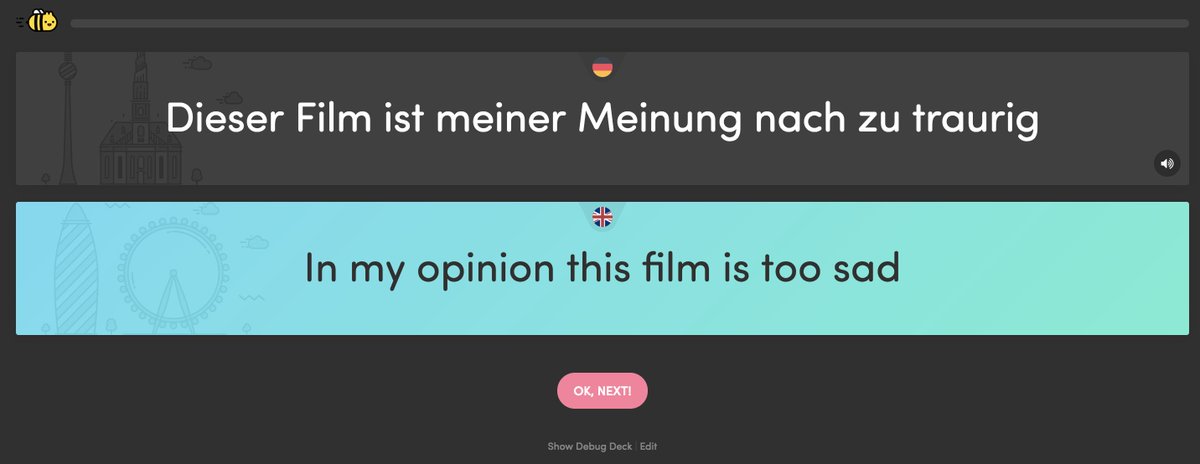 Dieser Film ist meiner Meinung nach zu traurig
In my opinion this film is too sad
OK, NEXT!
Show Debug Deck | Edit